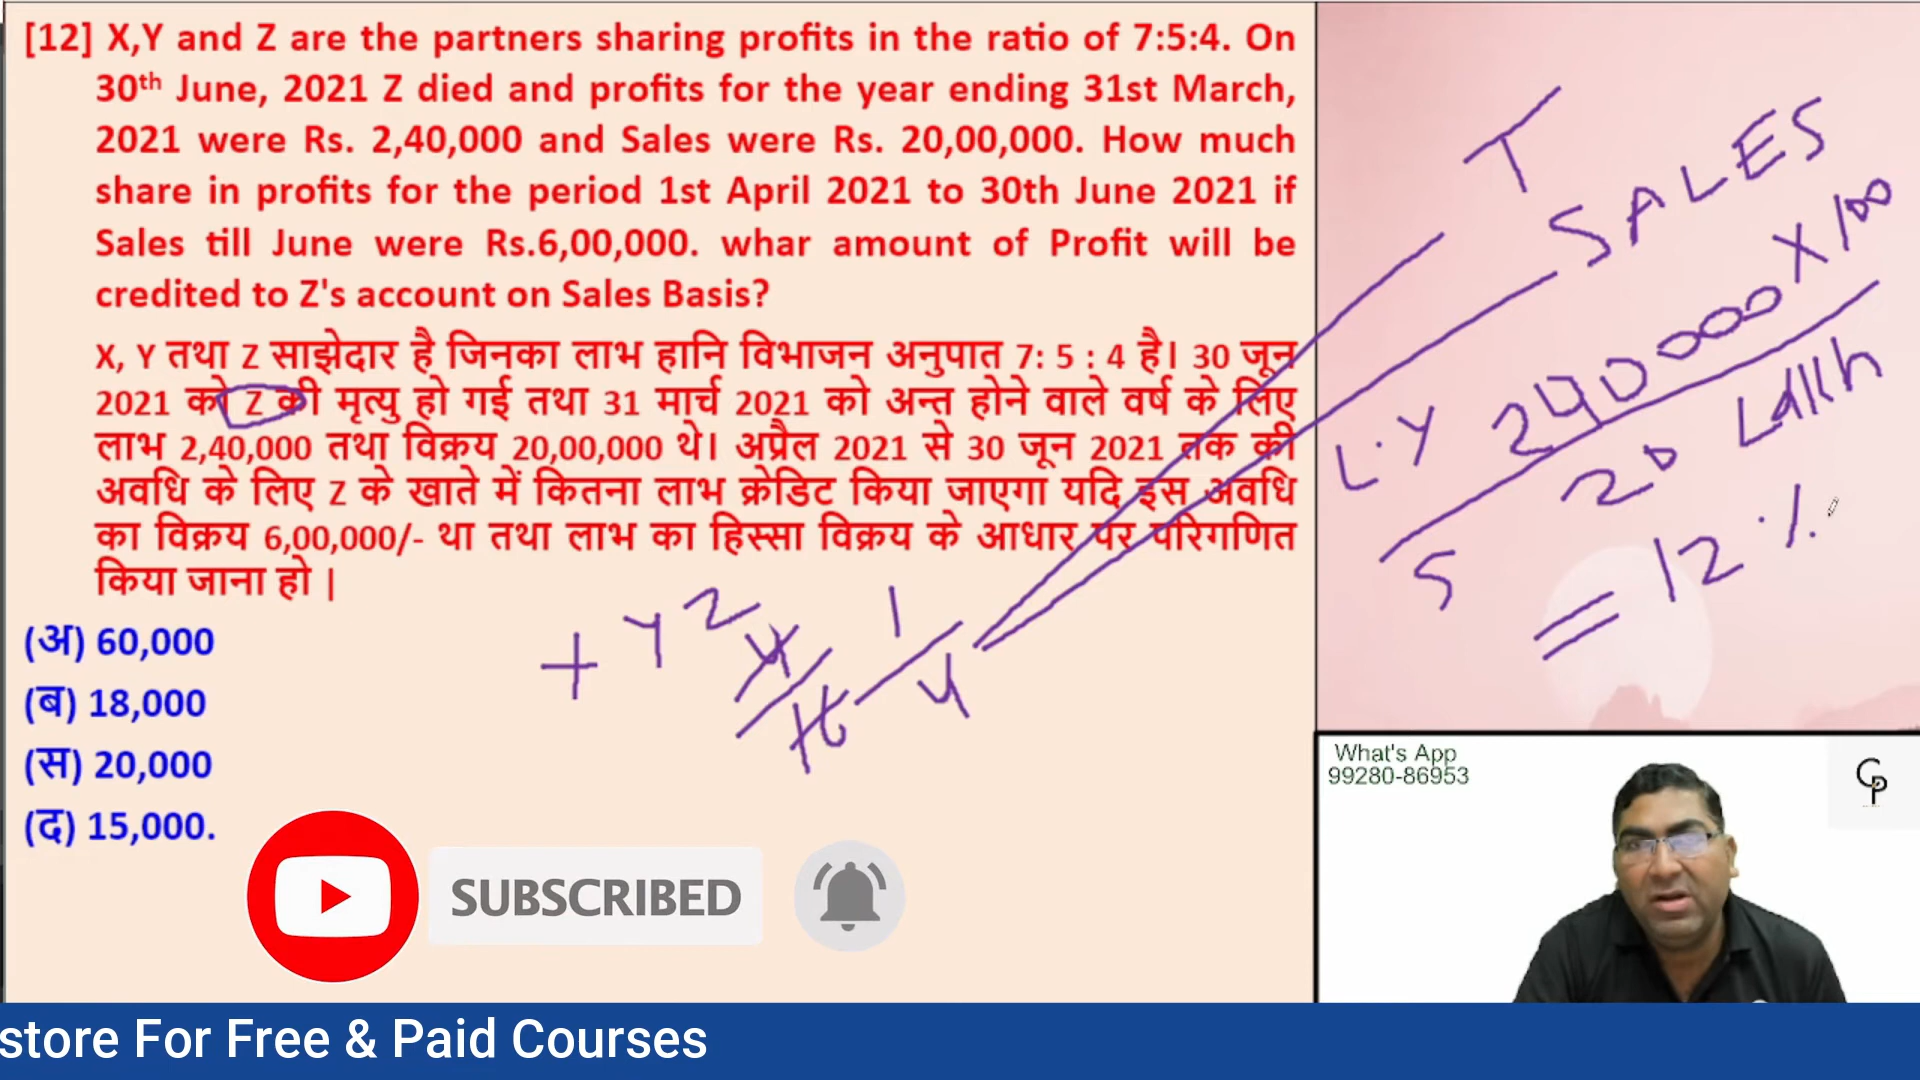 [12] X,Y and Z are the partners sharing profits in the ratio of 7:5:4. On
30th June, 2021 Z died and profits for the year ending 31st March,
2021 were Rs. 2,40,000 and Sales were Rs. 20,00,000. How much
share in profits for the period 1st April 2021 to 30th June 2021 if
Sales till June were Rs.6,00,000. whar amount of Profit will be
credited to Z's account on Sales Basis?
X, Y तथा Z साझेदार है जिनका लाभ हानि विभाजन अनुपात 7: 5 : 4 है। 30 जून
2021 को Z की मृत्यु हो गई तथा 31 मार्च 2021 को अन्त होने वाले वर्ष के लिए
लाभ 2,40,000 तथा विक्रय 20,00,000 थे। अप्रैल 2021 से 30 जून 2021 तक की
अवधि के लिए Z के खाते में कितना लाभ क्रेडिट किया जाएगा यदि इस अवधि
का विक्रय 6,00,000/- था तथा लाभ का हिस्सा विक्रय के आधार पर परिगणित
किया जाना हो |
(अ) 60,000
(ब) 18,000
(स) 20,000
(द) 15,000.
Y Z
4 1
16 4
T
SALES
L.Y 240000 X 100
20 Lakh
S
= 12 %
What's App
99280-86953
CP
SUBSCRIBED
store For Free & Paid Courses